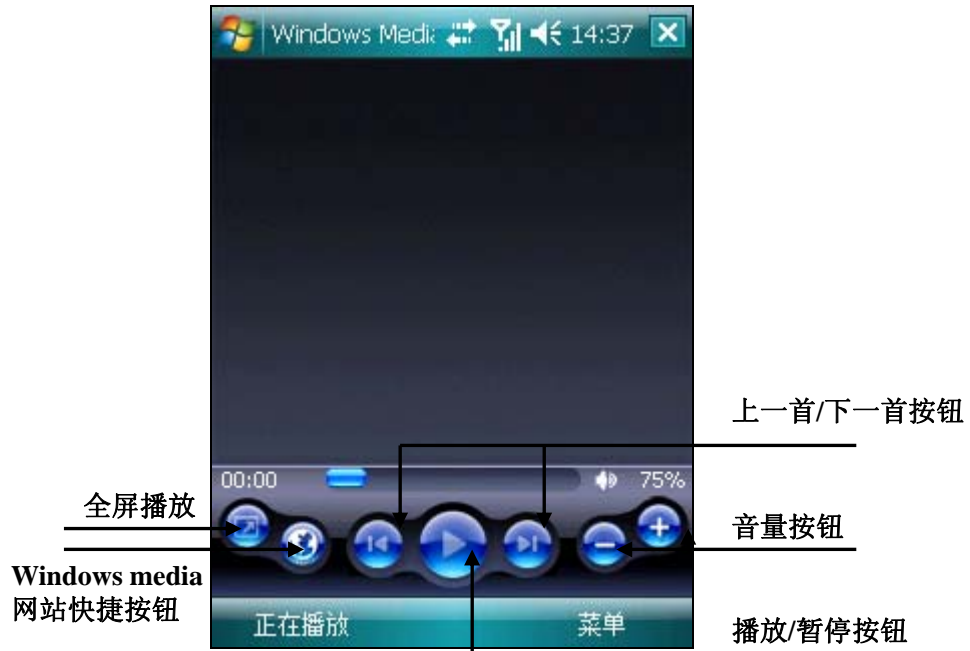 Windows Media 14:37
上一首/下一首按钮
00:00 75%
全屏播放
音量按钮
Windows media
网站快捷按钮
正在播放 菜单
播放/暂停按钮